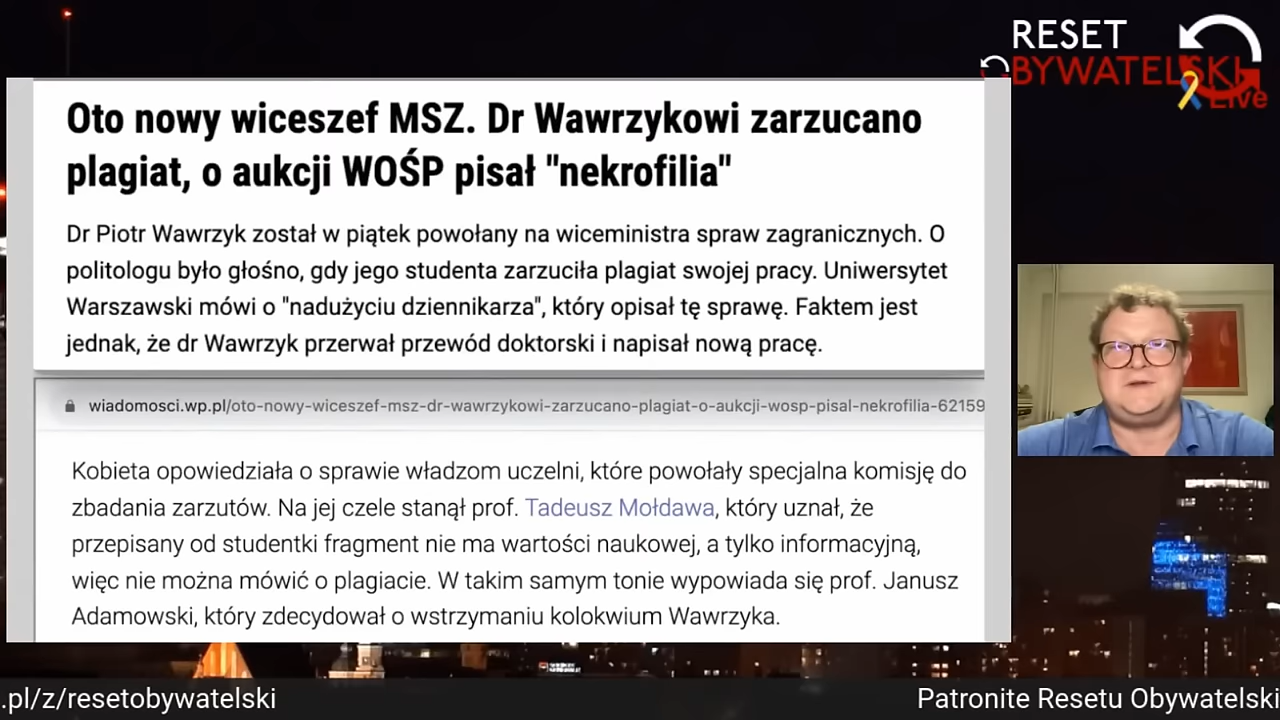 RESET
OBYWATELSKI
Live
Oto nowy wiceszef MSZ. Dr Wawrzykowi zarzucano
plagiat, o aukcji WOŚP pisał "nekrofilia"
Dr Piotr Wawrzyk został w piątek powołany na wiceministra spraw zagranicznych. O
politologu było głośno, gdy jego studenta zarzuciła plagiat swojej pracy. Uniwersytet
Warszawski mówi o "nadużyciu dziennikarza", który opisał tę sprawę. Faktem jest
jednak, że dr Wawrzyk przerwał przewód doktorski i napisał nową pracę.
wiadomosci.wp.pl/oto-nowy-wiceszef-msz-dr-wawrzykowi-zarzucano-plagiat-o-aukcji-wosp-pisal-nekrofilia-62159
Kobieta opowiedziała o sprawie władzom uczelni, które powołały specjalna komisję do
zbadania zarzutów. Na jej czele stanął prof. Tadeusz Mołdawa, który uznał, że
przepisany od studentki fragment nie ma wartości naukowej, a tylko informacyjną,
więc nie można mówić o plagiacie. W takim samym tonie wypowiada się prof. Janusz
Adamowski, który zdecydował o wstrzymaniu kolokwium Wawrzyka.
.pl/z/resetobywatelski
Patronite Resetu Obywatelski